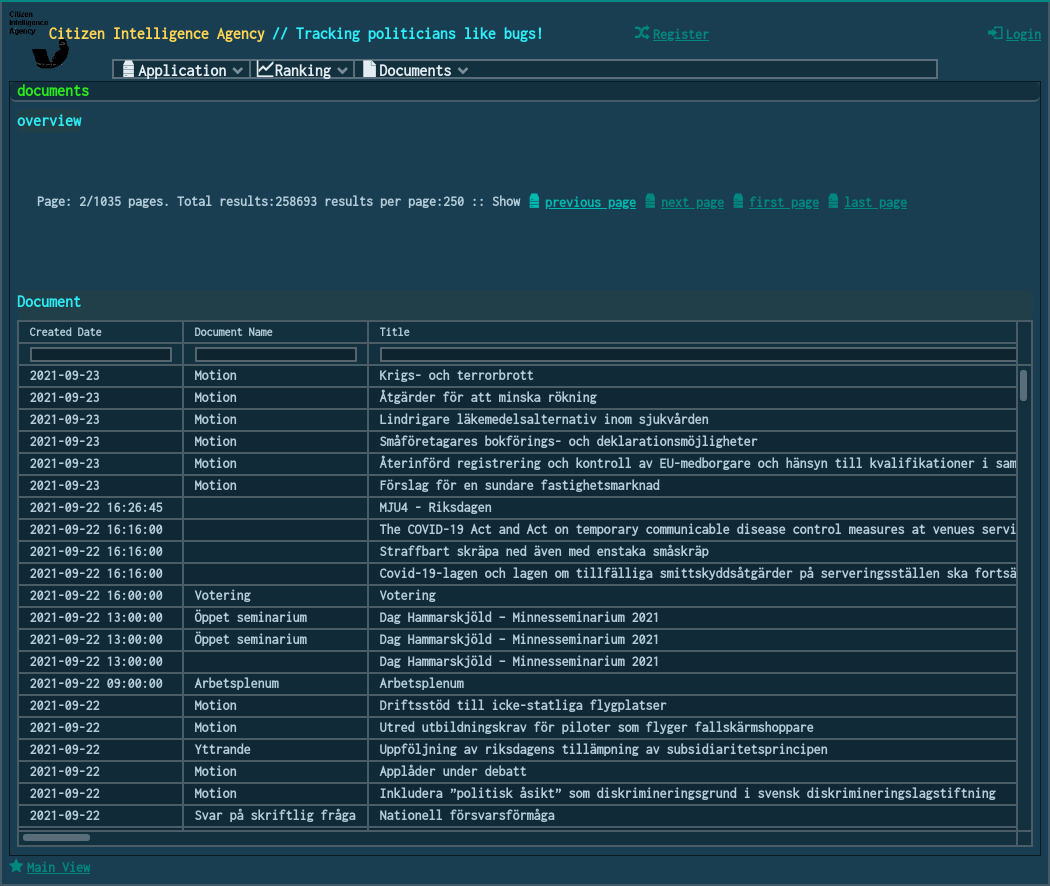 Citizen
Intelligence
Agency
Citizen Intelligence Agency // Tracking politicians like bugs!
Register
Login
Application
Ranking
Documents
documents
overview
Page: 2/1035 pages. Total results:258693 results per page:250 :: Show previous page next page first page last page
Document
Created Date Document Name Title
2021-09-23 Motion Krigs- och terrorbrott
2021-09-23 Motion Åtgärder för att minska rökning
2021-09-23 Motion Lindrigare läkemedelsalternativ inom sjukvården
2021-09-23 Motion Småföretagares bokförings- och deklarationsmöjligheter
2021-09-23 Motion Återinförd registrering och kontroll av EU-medborgare och hänsyn till kvalifikationer i sam
2021-09-23 Motion Förslag för en sundare fastighetsmarknad
2021-09-22 16:26:45 MJU4 - Riksdagen
2021-09-22 16:16:00 The COVID-19 Act and Act on temporary communicable disease control measures at venues servi
2021-09-22 16:16:00 Straffbart skräpa ned även med enstaka småskräp
2021-09-22 16:16:00 Covid-19-lagen och lagen om tillfälliga smittskyddsåtgärder på serveringsställen ska fortsä
2021-09-22 16:00:00 Votering Votering
2021-09-22 13:00:00 Öppet seminarium Dag Hammarskjöld – Minnesseminarium 2021
2021-09-22 13:00:00 Öppet seminarium Dag Hammarskjöld – Minnesseminarium 2021
2021-09-22 13:00:00 Dag Hammarskjöld – Minnesseminarium 2021
2021-09-22 09:00:00 Arbetsplenum Arbetsplenum
2021-09-22 Motion Driftsstöd till icke-statliga flygplatser
2021-09-22 Motion Utred utbildningskrav för piloter som flyger fallskärmshoppare
2021-09-22 Yttrande Uppföljning av riksdagens tillämpning av subsidiaritetsprincipen
2021-09-22 Motion Applåder under debatt
2021-09-22 Motion Inkludera ”politisk åsikt” som diskrimineringsgrund i svensk diskrimineringslagstiftning
2021-09-22 Svar på skriftlig fråga Nationell försvarsförmåga
Main View